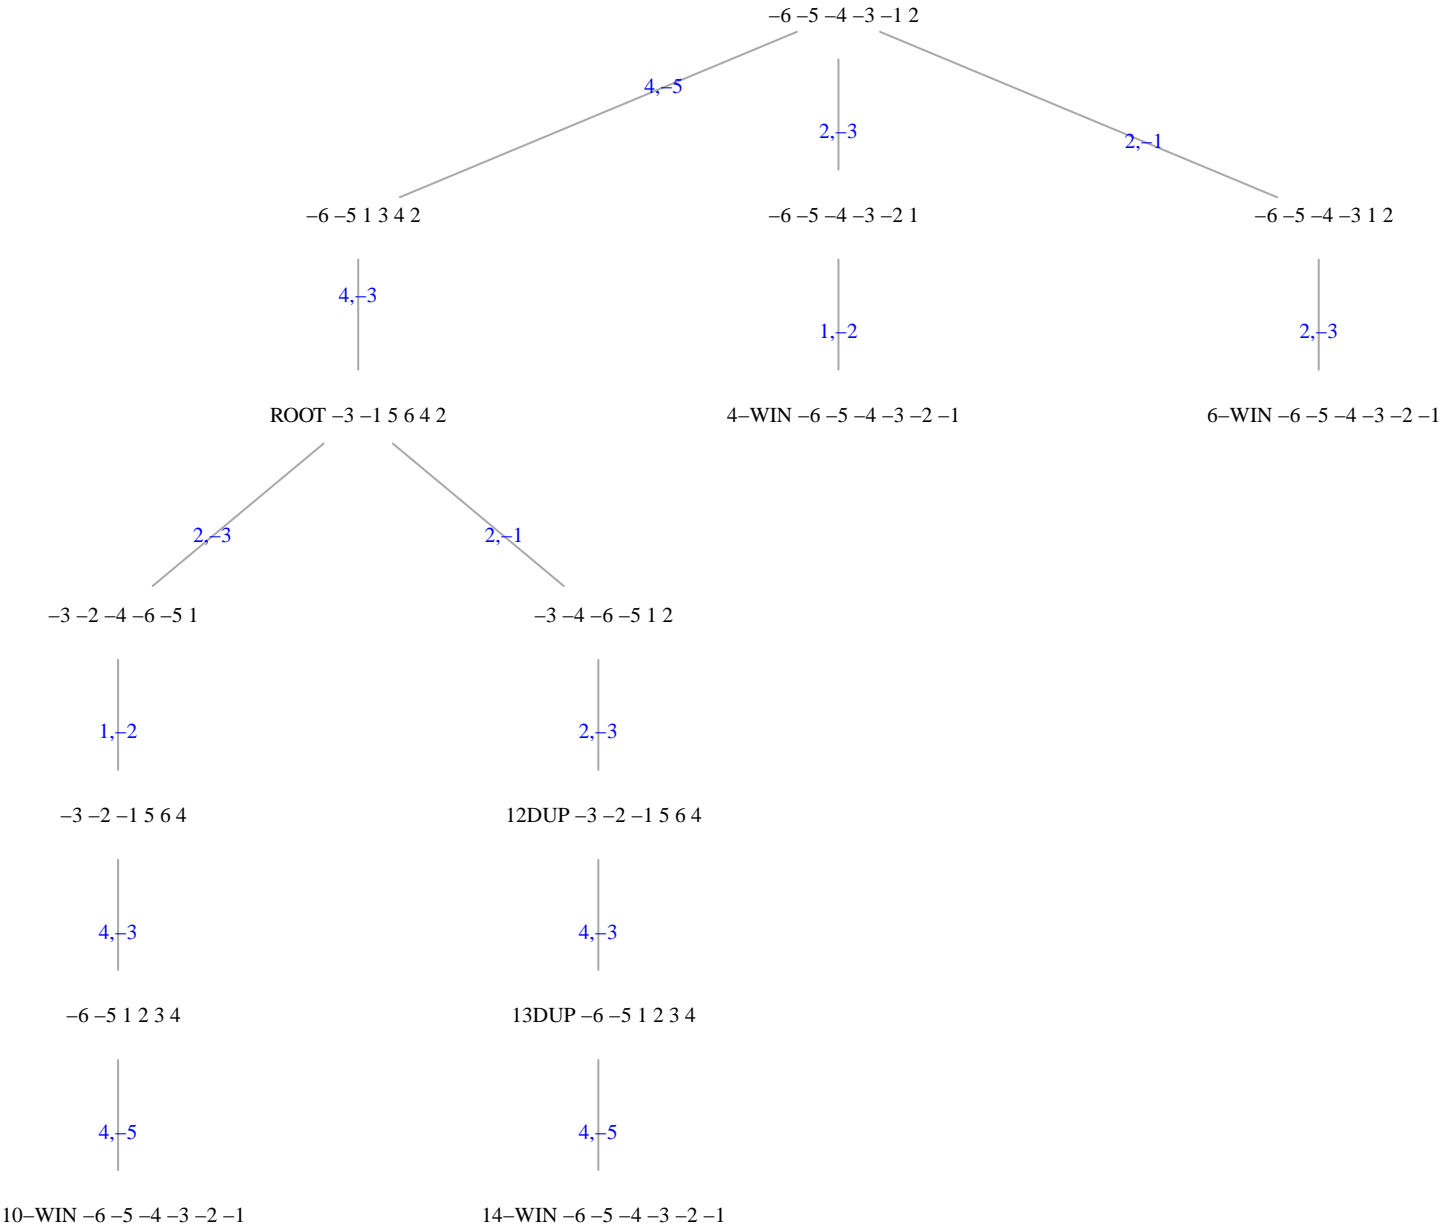 −6 −5 −4 −3 −1 2
4,−5
2,−3
2,−1
−6 −5 1 3 4 2
−6 −5 −4 −3 −2 1
−6 −5 −4 −3 1 2
4,−3
1,−2
2,−3
ROOT −3 −1 5 6 4 2
4−WIN −6 −5 −4 −3 −2 −1
6−WIN −6 −5 −4 −3 −2 −1
2,−3
2,−1
−3 −2 −4 −6 −5 1
−3 −4 −6 −5 1 2
1,−2
2,−3
−3 −2 −1 5 6 4
12DUP −3 −2 −1 5 6 4
4,−3
4,−3
−6 −5 1 2 3 4
13DUP −6 −5 1 2 3 4
4,−5
4,−5
10−WIN −6 −5 −4 −3 −2 −1
14−WIN −6 −5 −4 −3 −2 −1